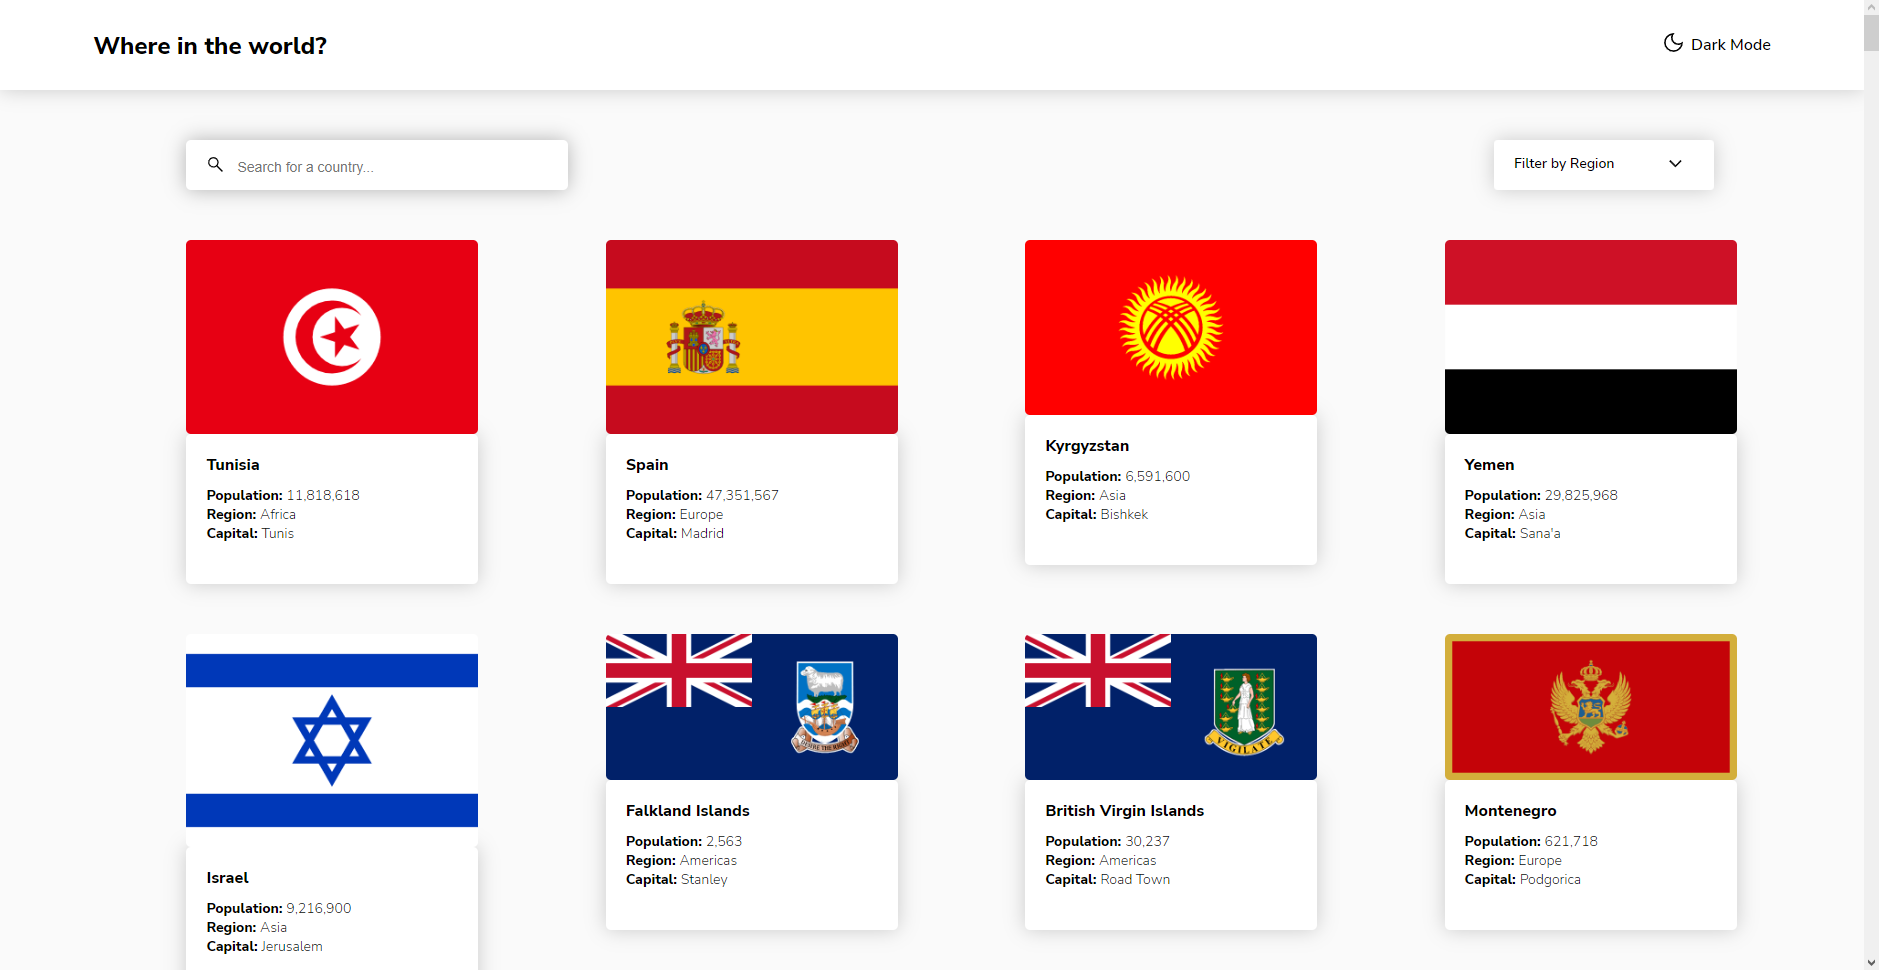 Where in the world?
Dark Mode
Search for a country...
Filter by Region
Tunisia
Population: 11,818,618
Region: Africa
Capital: Tunis
Spain
Population: 47,351,567
Region: Europe
Capital: Madrid
Kyrgyzstan
Population: 6,591,600
Region: Asia
Capital: Bishkek
Yemen
Population: 29,825,968
Region: Asia
Capital: Sana'a
Israel
Population: 9,216,900
Region: Asia
Capital: Jerusalem
DESIRE THE RIGHT
Falkland Islands
Population: 2,563
Region: Americas
Capital: Stanley
VIGILATE
British Virgin Islands
Population: 30,237
Region: Americas
Capital: Road Town
Montenegro
Population: 621,718
Region: Europe
Capital: Podgorica